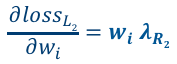 ∂loss_{L_2} / ∂w_i = w_i λ_{R_2}